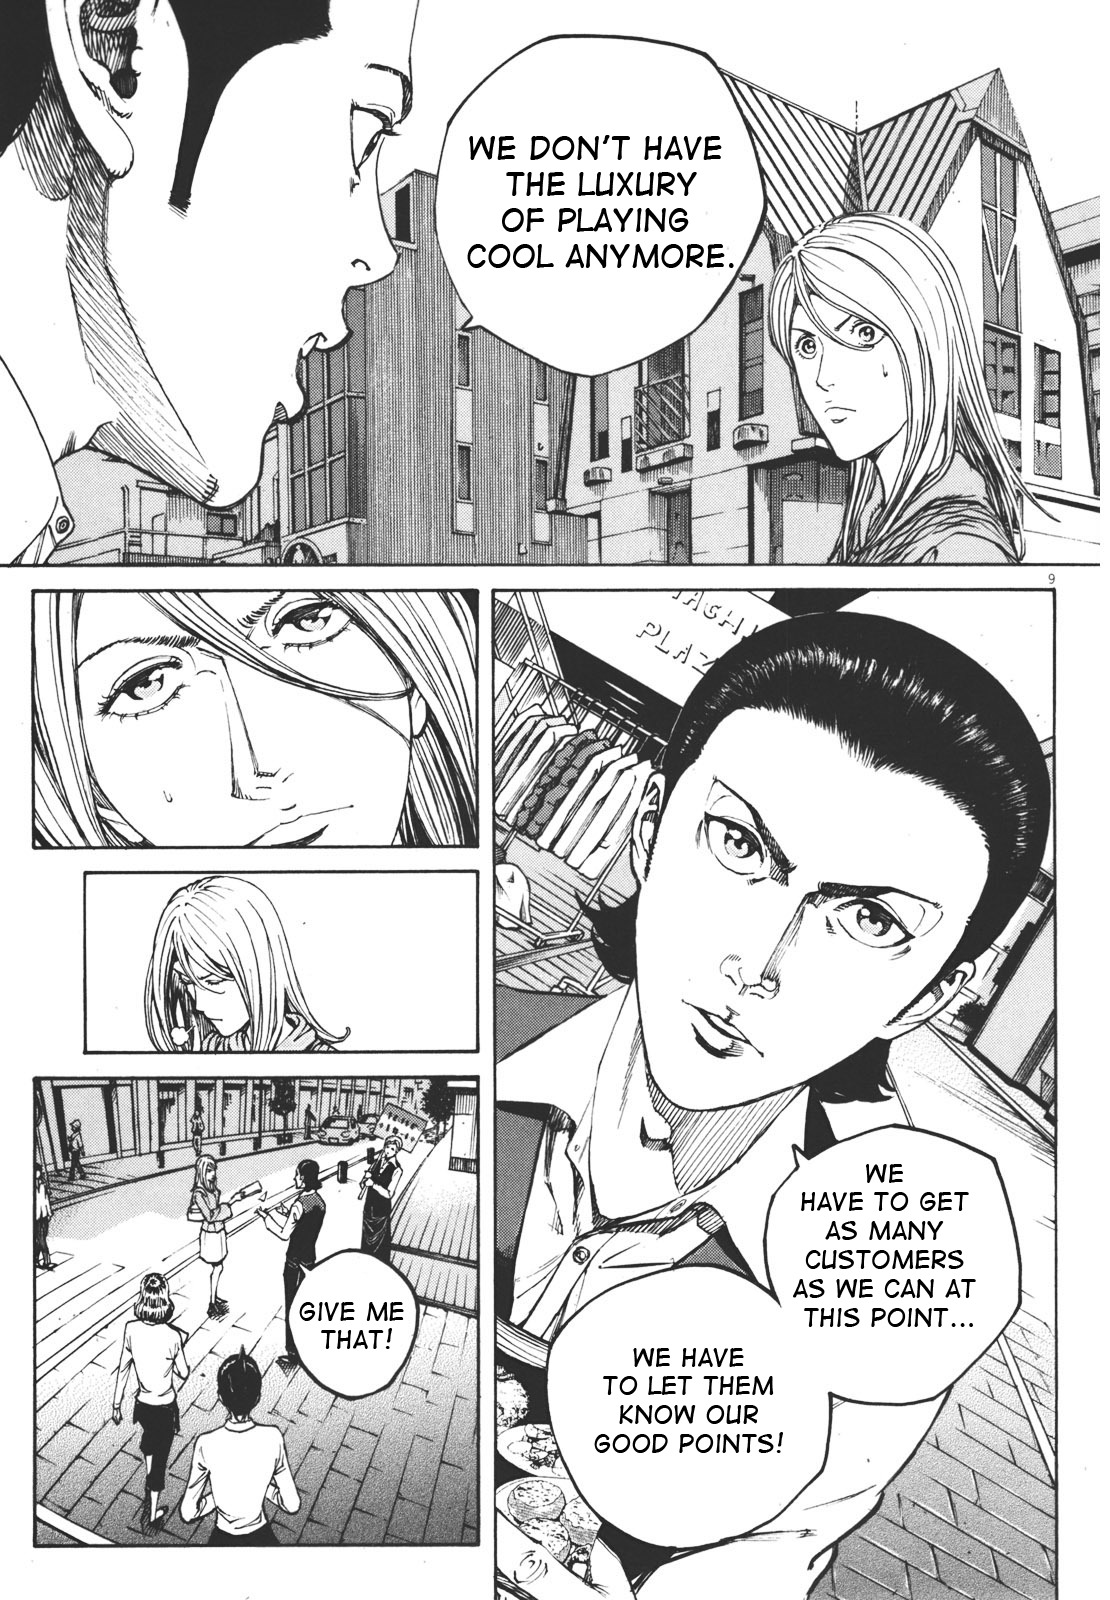 WE DON'T HAVE
THE LUXURY
OF PLAYING
COOL ANYMORE.
9
PLAZ
WE
HAVE TO GET
AS MANY
CUSTOMERS
AS WE CAN AT
THIS POINT...
WE HAVE
TO LET THEM
KNOW OUR
GOOD POINTS!
GIVE ME
THAT!